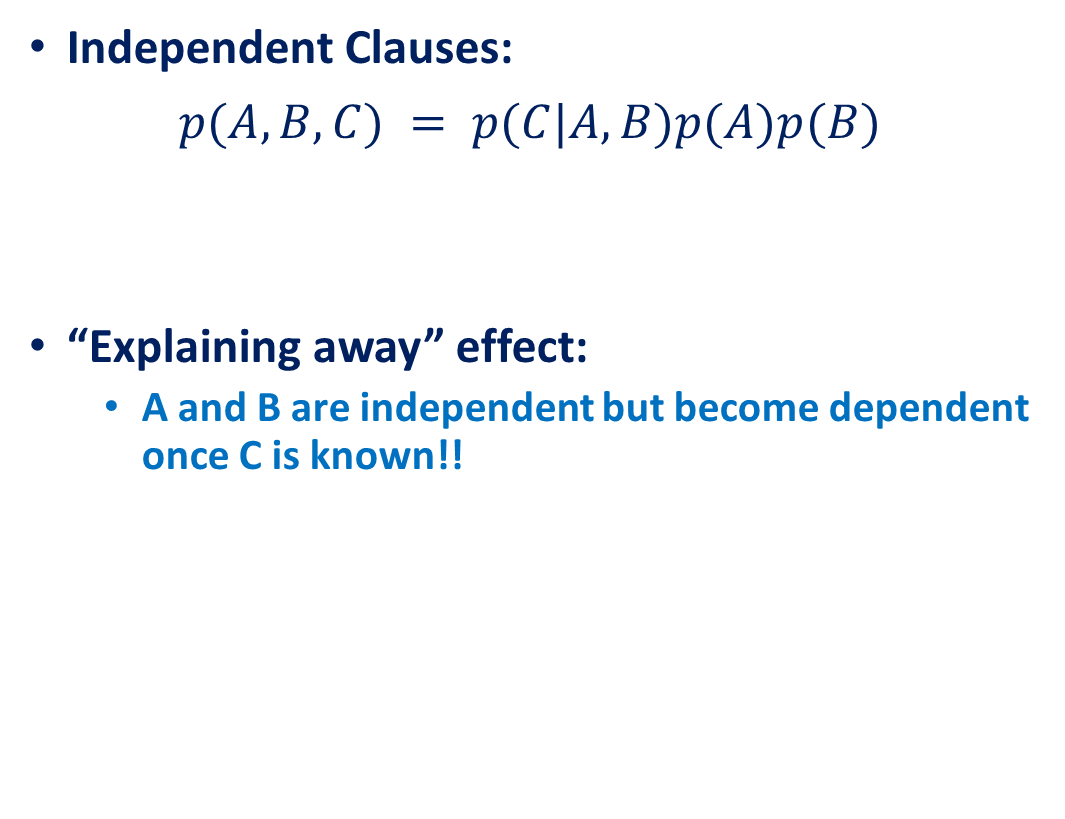 • Independent Clauses:
𝑝(𝐴, 𝐵, 𝐶) = 𝑝(𝐶|𝐴, 𝐵)𝑝(𝐴)𝑝(𝐵)
• “Explaining away” effect:
• A and B are independent but become dependent
once C is known!!